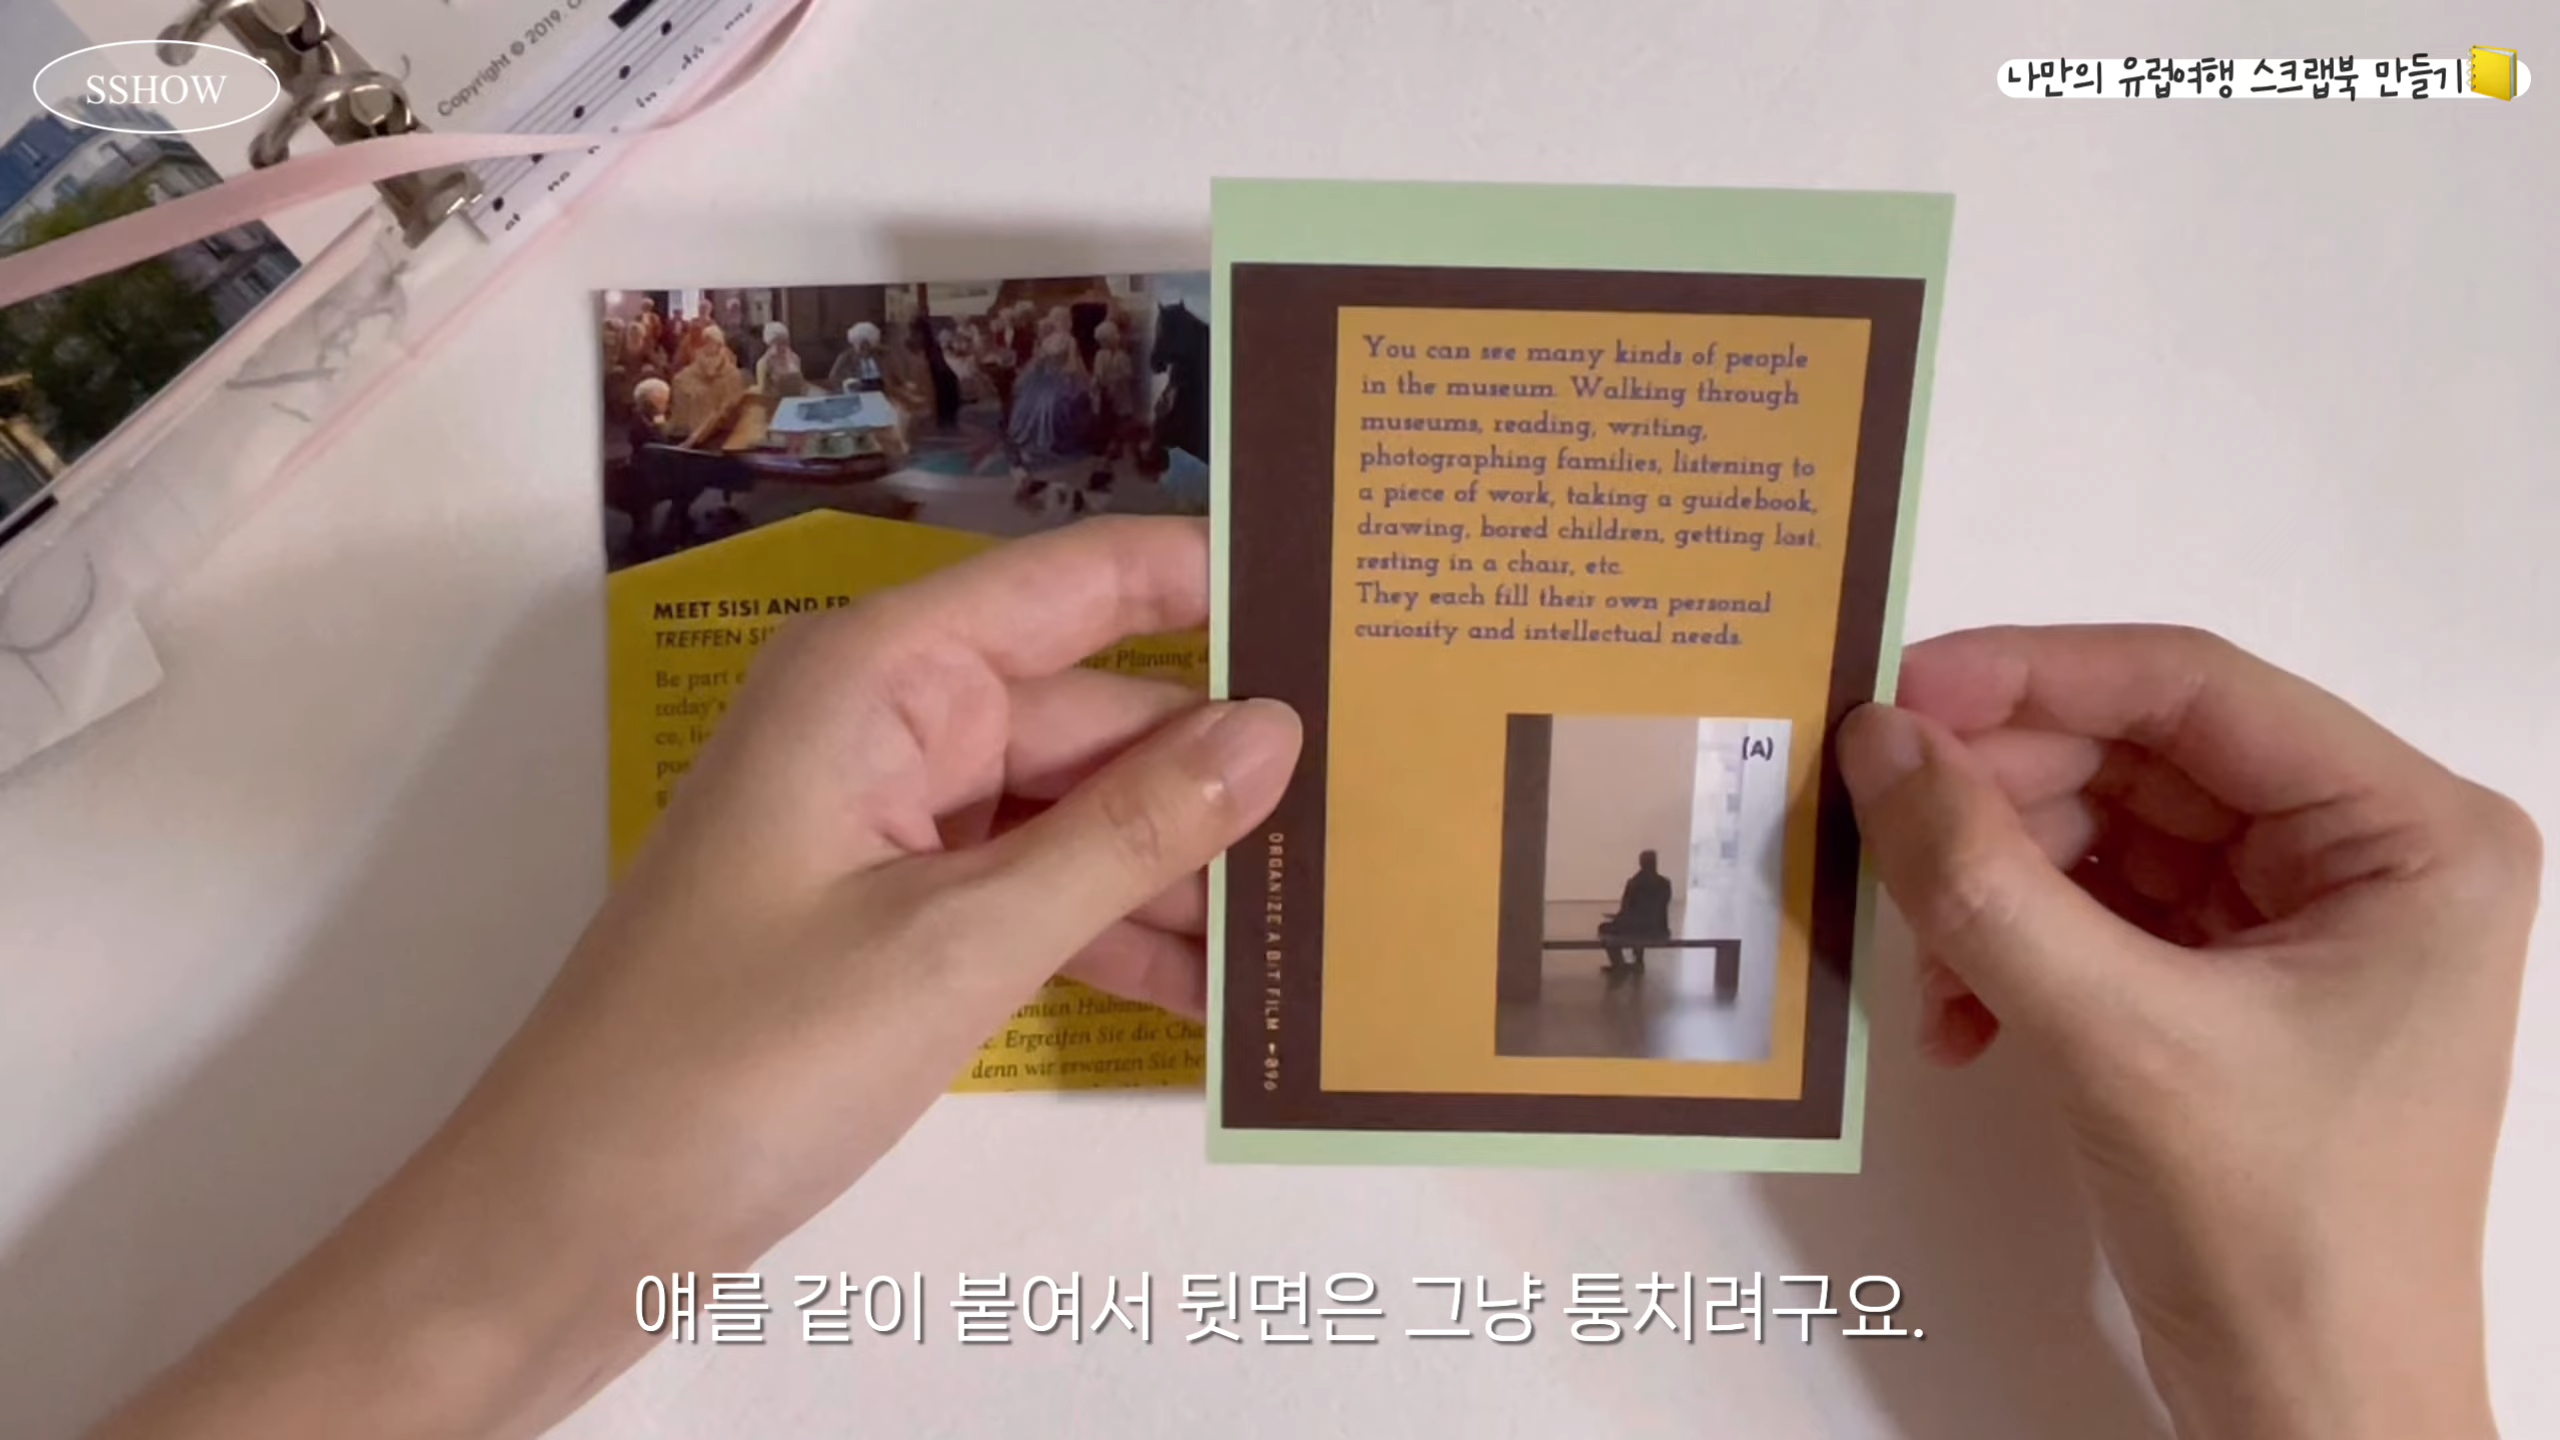 SSHOW
Copyright © 2019.
나만의 유럽여행 스크랩북 만들기
You can see many kinds of people
in the museum. Walking through
museums, reading, writing,
photographing families, listening to
a piece of work, taking a guidebook,
drawing, bored children, getting lost,
resting in a chair, etc.
They each fill their own personal
curiosity and intellectual needs.
(A)
ORGANIZE A BIT FILM
MEET SISI AND
TREFFEN
Be part
today's
Planung
Ergreifen Sie die
denn wir erwarten Sie
얘를 같이 붙여서 뒷면은 그냥 퉁치려구요.